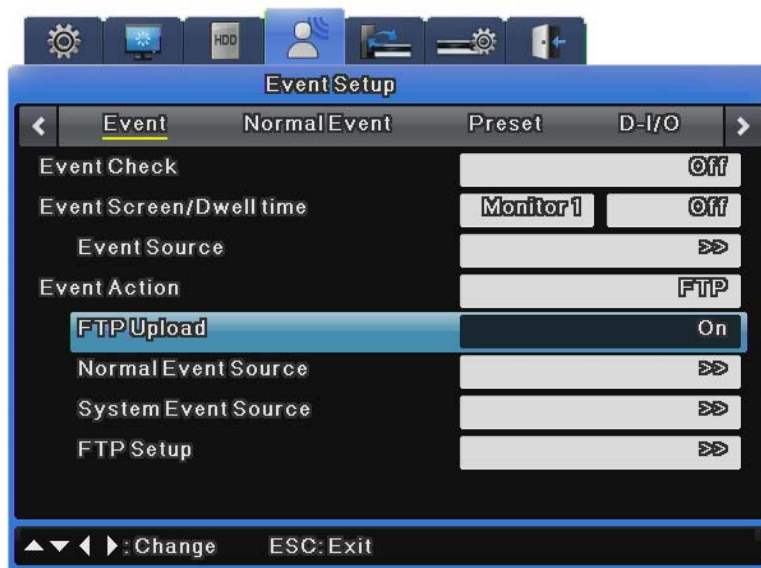 HDD
Event Setup
Event Normal Event Preset D-I/O
Event Check Off
Event Screen/Dwell time Monitor 1 Off
Event Source >>
Event Action FTP
FTP Upload On
Normal Event Source >>
System Event Source >>
FTP Setup >>
:Change ESC:Exit